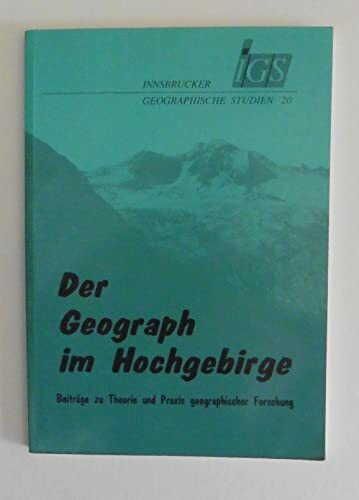 iGS
INNSBRUCKER
GEOGRAPHISCHE STUDIEN 20
Der
Geograph
im Hochgebirge
Beiträge zu Theorie und Praxis geographischer Forschung